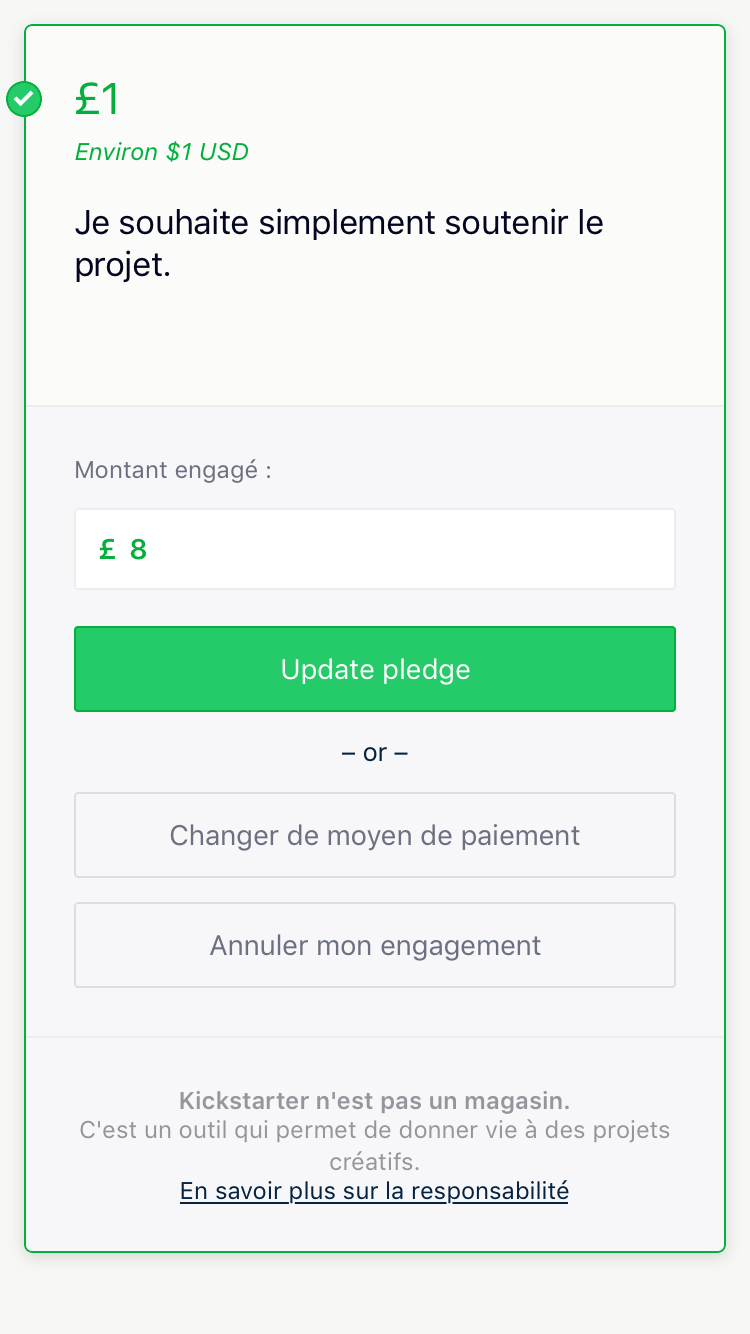 £1
Environ $1 USD
Je souhaite simplement soutenir le
projet.
Montant engagé :
£ 8
Update pledge
– or –
Changer de moyen de paiement
Annuler mon engagement
Kickstarter n'est pas un magasin.
C'est un outil qui permet de donner vie à des projets
créatifs.
En savoir plus sur la responsabilité